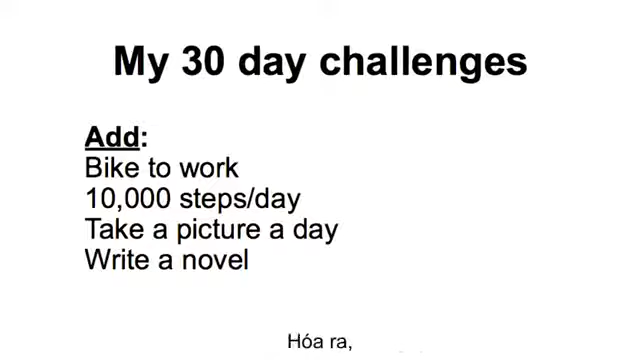 My 30 day challenges
Add:
Bike to work
10,000 steps/day
Take a picture a day
Write a novel
Hóa ra,